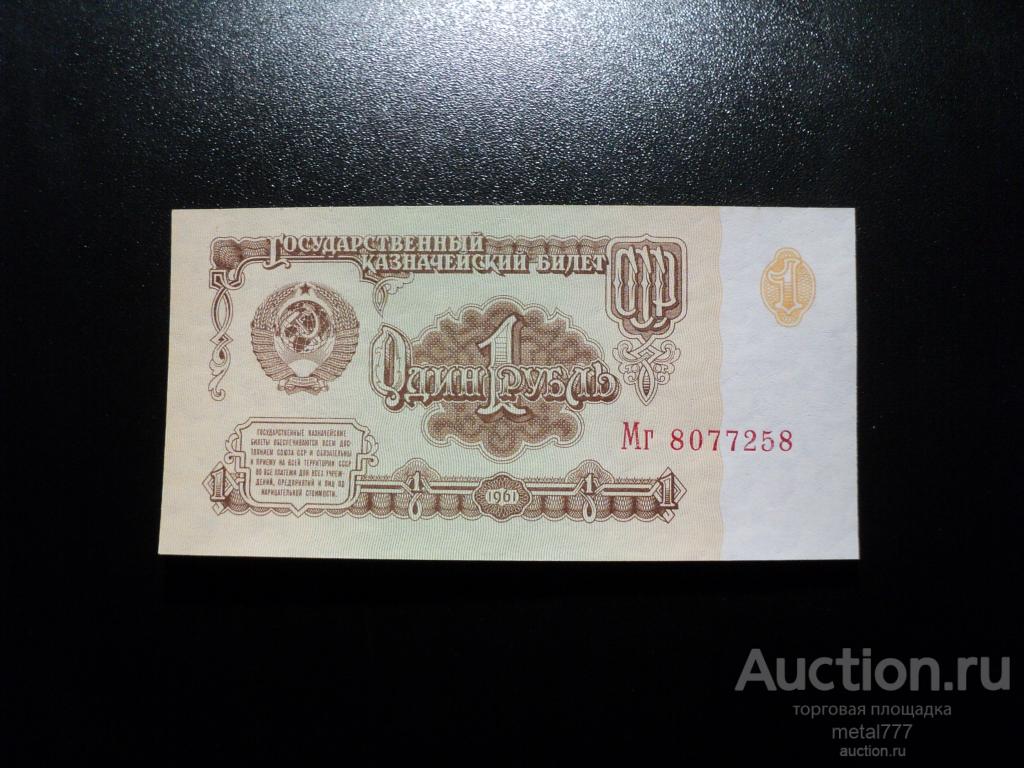 Государственный
казначейский билет
СССР
1
Один 1 рубль
Мг 8077258
Государственные казначейские
билеты обеспечиваются всем дос-
тоянием Союза ССР и обязательны
к приему на всей территории СССР
во все платежи для всех учреж-
дений, предприятий и лиц по
нарицательной стоимости.
1 1 1961 1 1
Auction.ru
торговая площадка
metal777
auction.ru